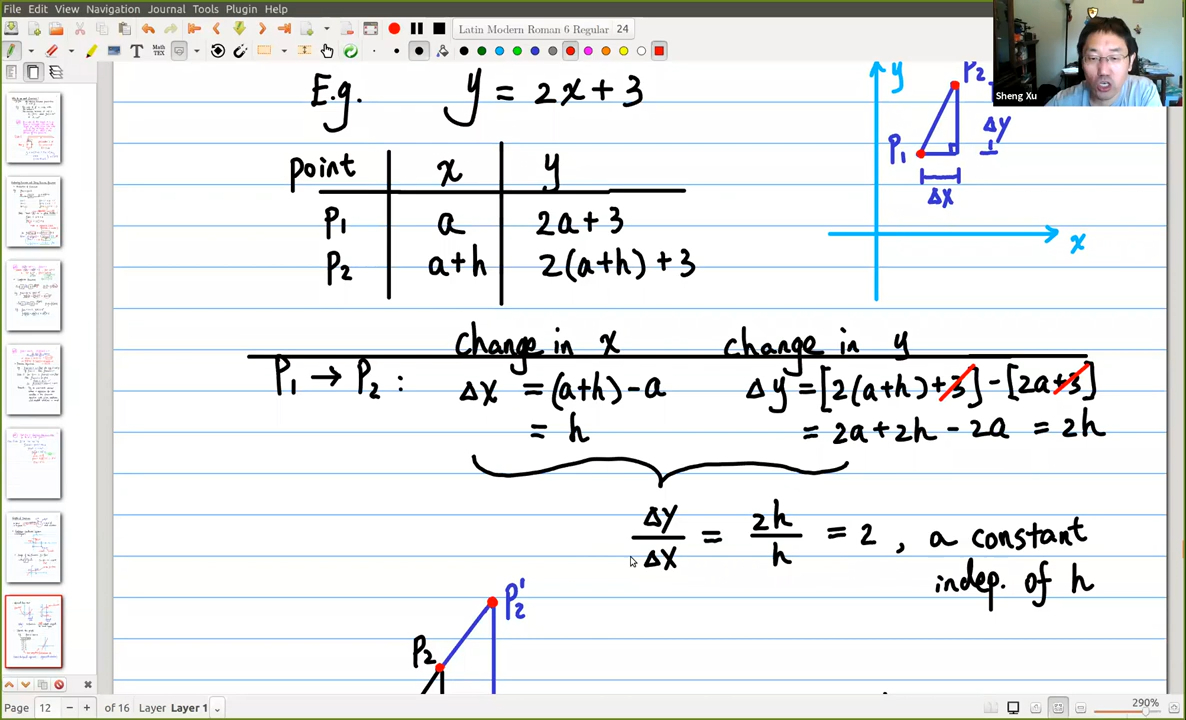 File Edit View Navigation Journal Tools Plugin Help
Latin Modern Roman 6 Regular 24
Sheng Xu
E.g. y = 2x + 3
point x y
P1 a 2a + 3
P2 a+h 2(a+h) + 3
y
P2
P1
Δy
Δx
x
change in x change in y
P1 → P2 : Δx = (a+h) - a Δy = [2(a+h) + 3] - [2a + 3]
= h = 2a + 2h - 2a = 2h
Δy/Δx = 2h/h = 2 , a constant
indep. of h
P2'
P2
Page 12 of 16 Layer Layer 1 290%